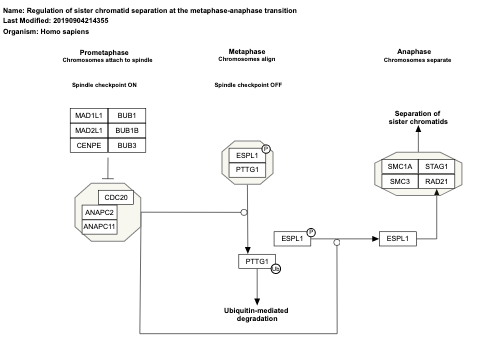 Name: Regulation of sister chromatid separation at the metaphase-anaphase transition
Last Modified: 20190904214355
Organism: Homo sapiens
Prometaphase
Chromosomes attach to spindle
Spindle checkpoint ON
Metaphase
Chromosomes align
Spindle checkpoint OFF
Anaphase
Chromosomes separate
MAD1L1 BUB1
MAD2L1 BUB1B
CENPE BUB3
CDC20
ANAPC2
ANAPC11
ESPL1 P
PTTG1
Separation of
sister chromatids
SMC1A STAG1
SMC3 RAD21
ESPL1 P
ESPL1
PTTG1 Ub
Ubiquitin-mediated
degradation